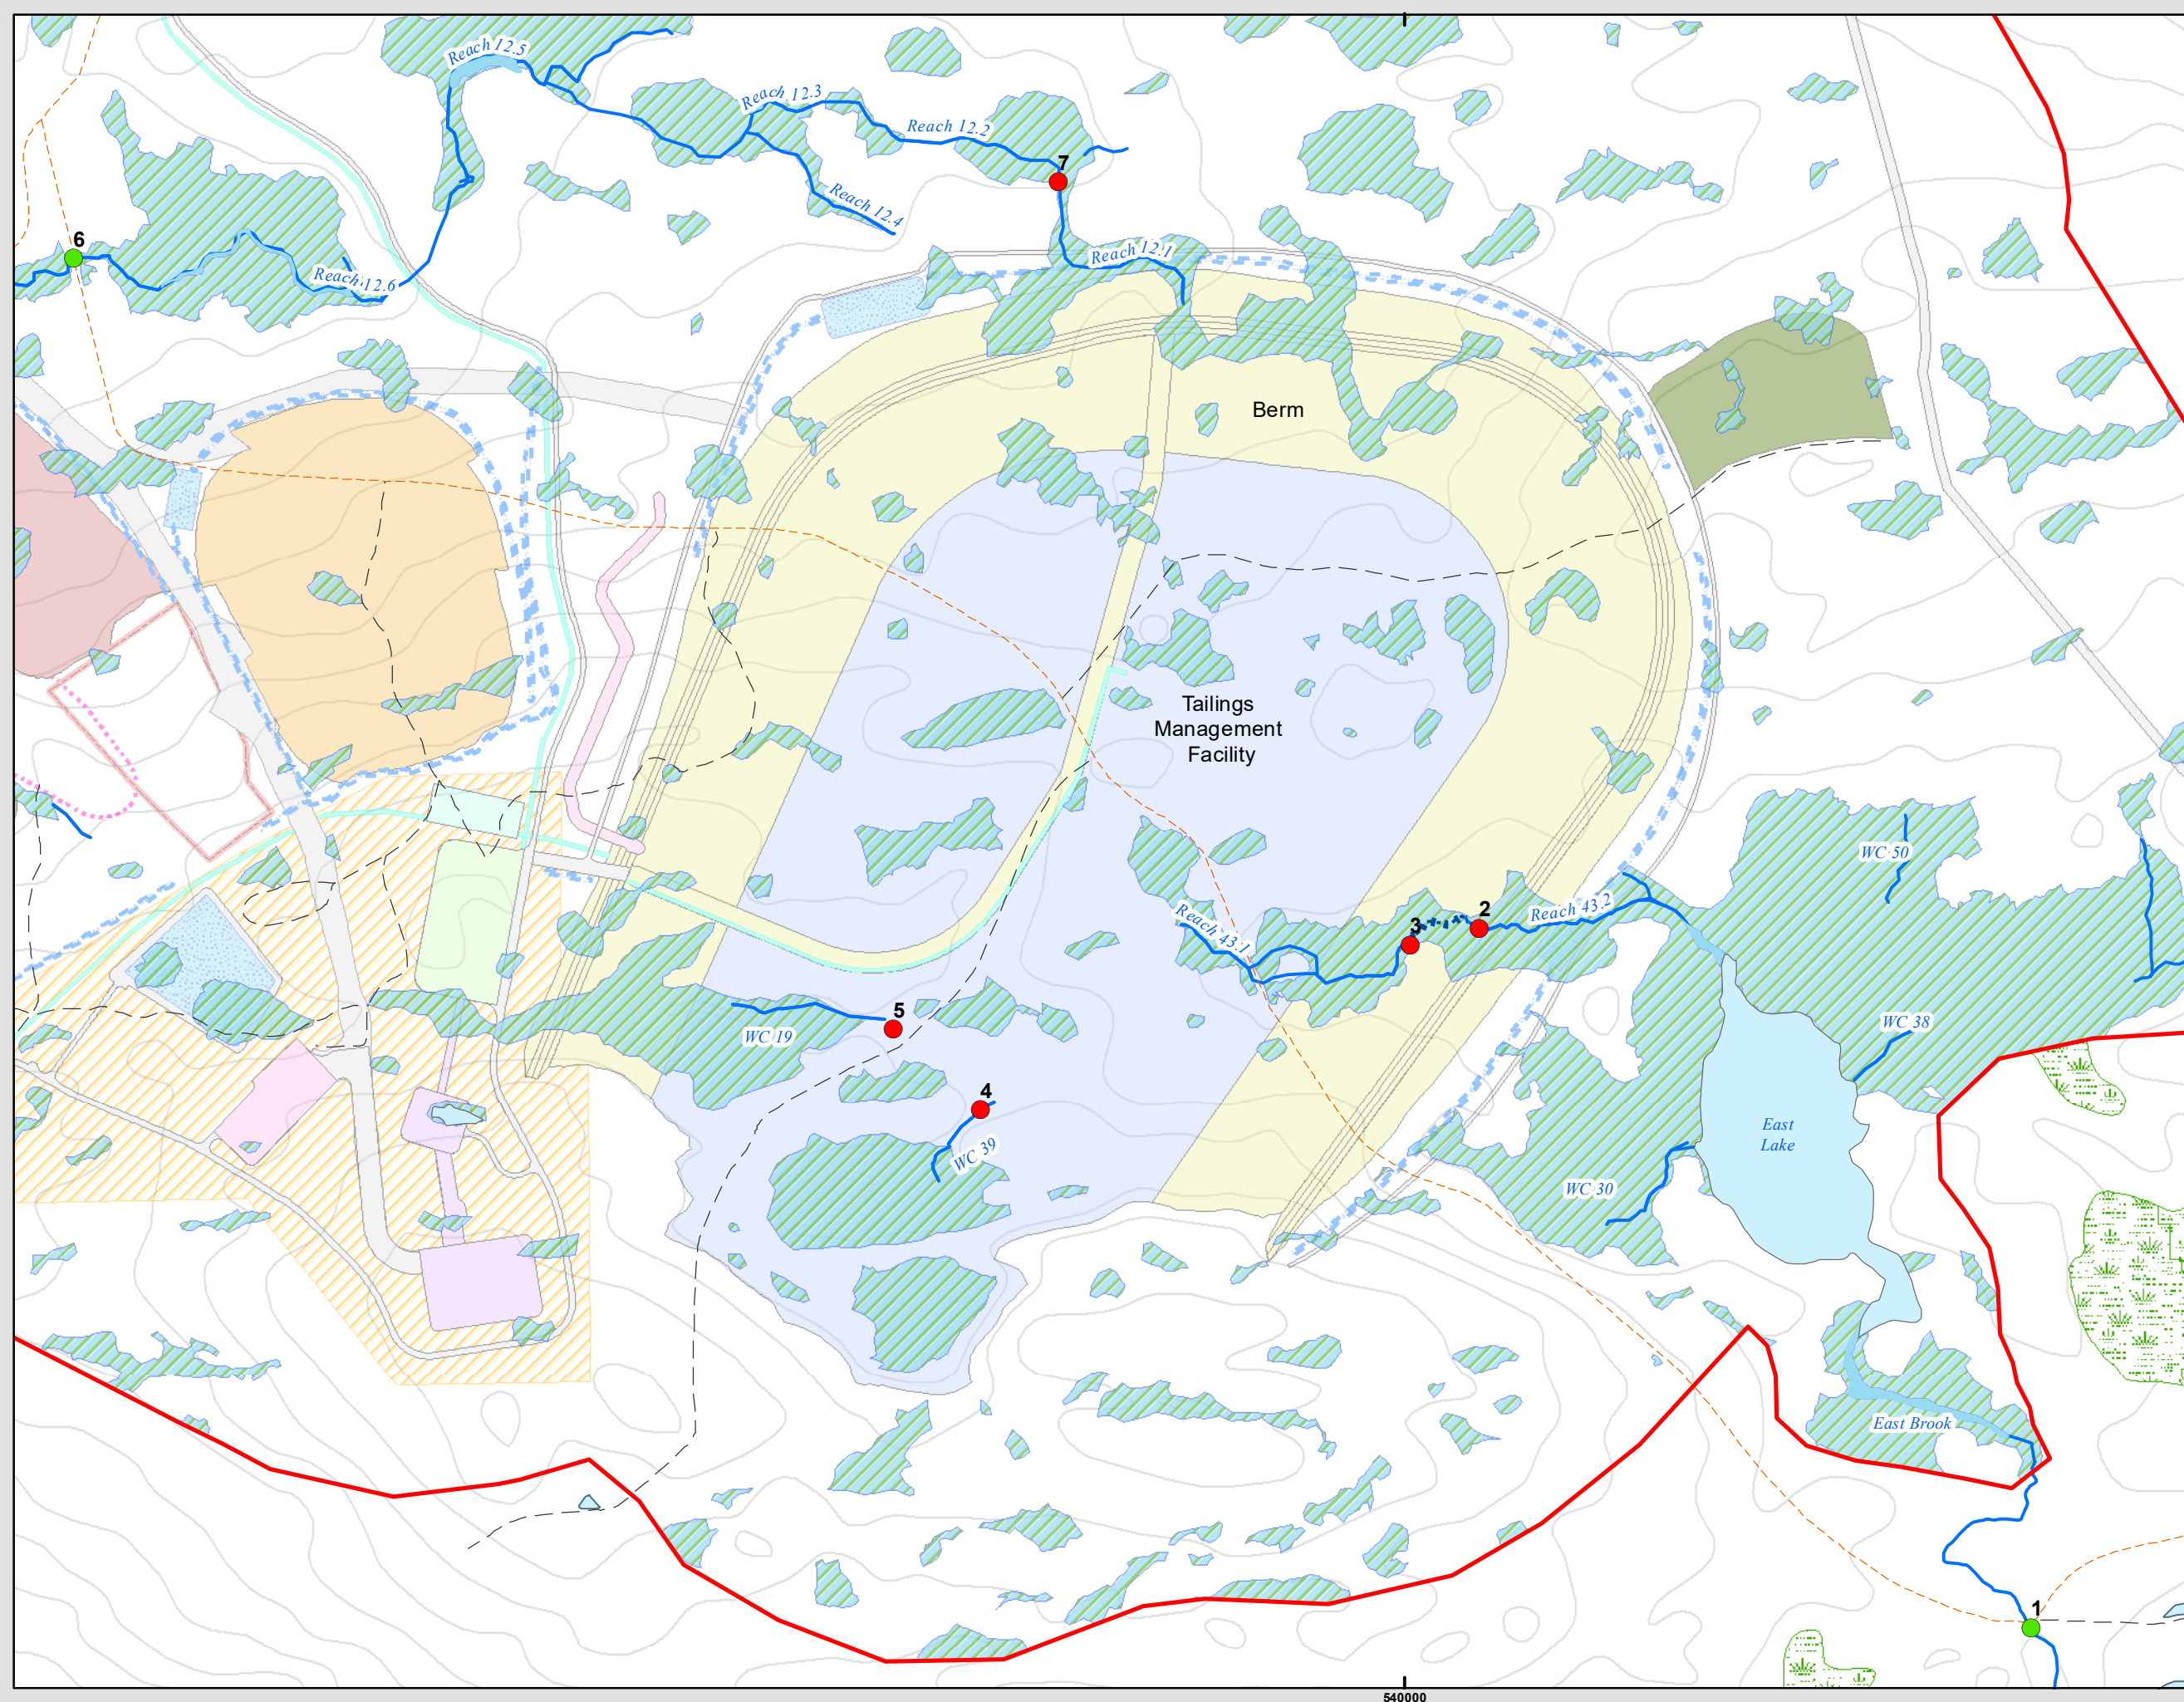 Reach 12.5
Reach 12.3
Reach 12.2
7
Reach 12.4
6
Reach 12.1
Reach 12.6
Berm
Tailings
Management
Facility
WC 50
2
Reach 43.2
3
Reach 43.1
5
WC 19
WC 38
4
East
Lake
WC 39
WC 30
East Brook
1
540000